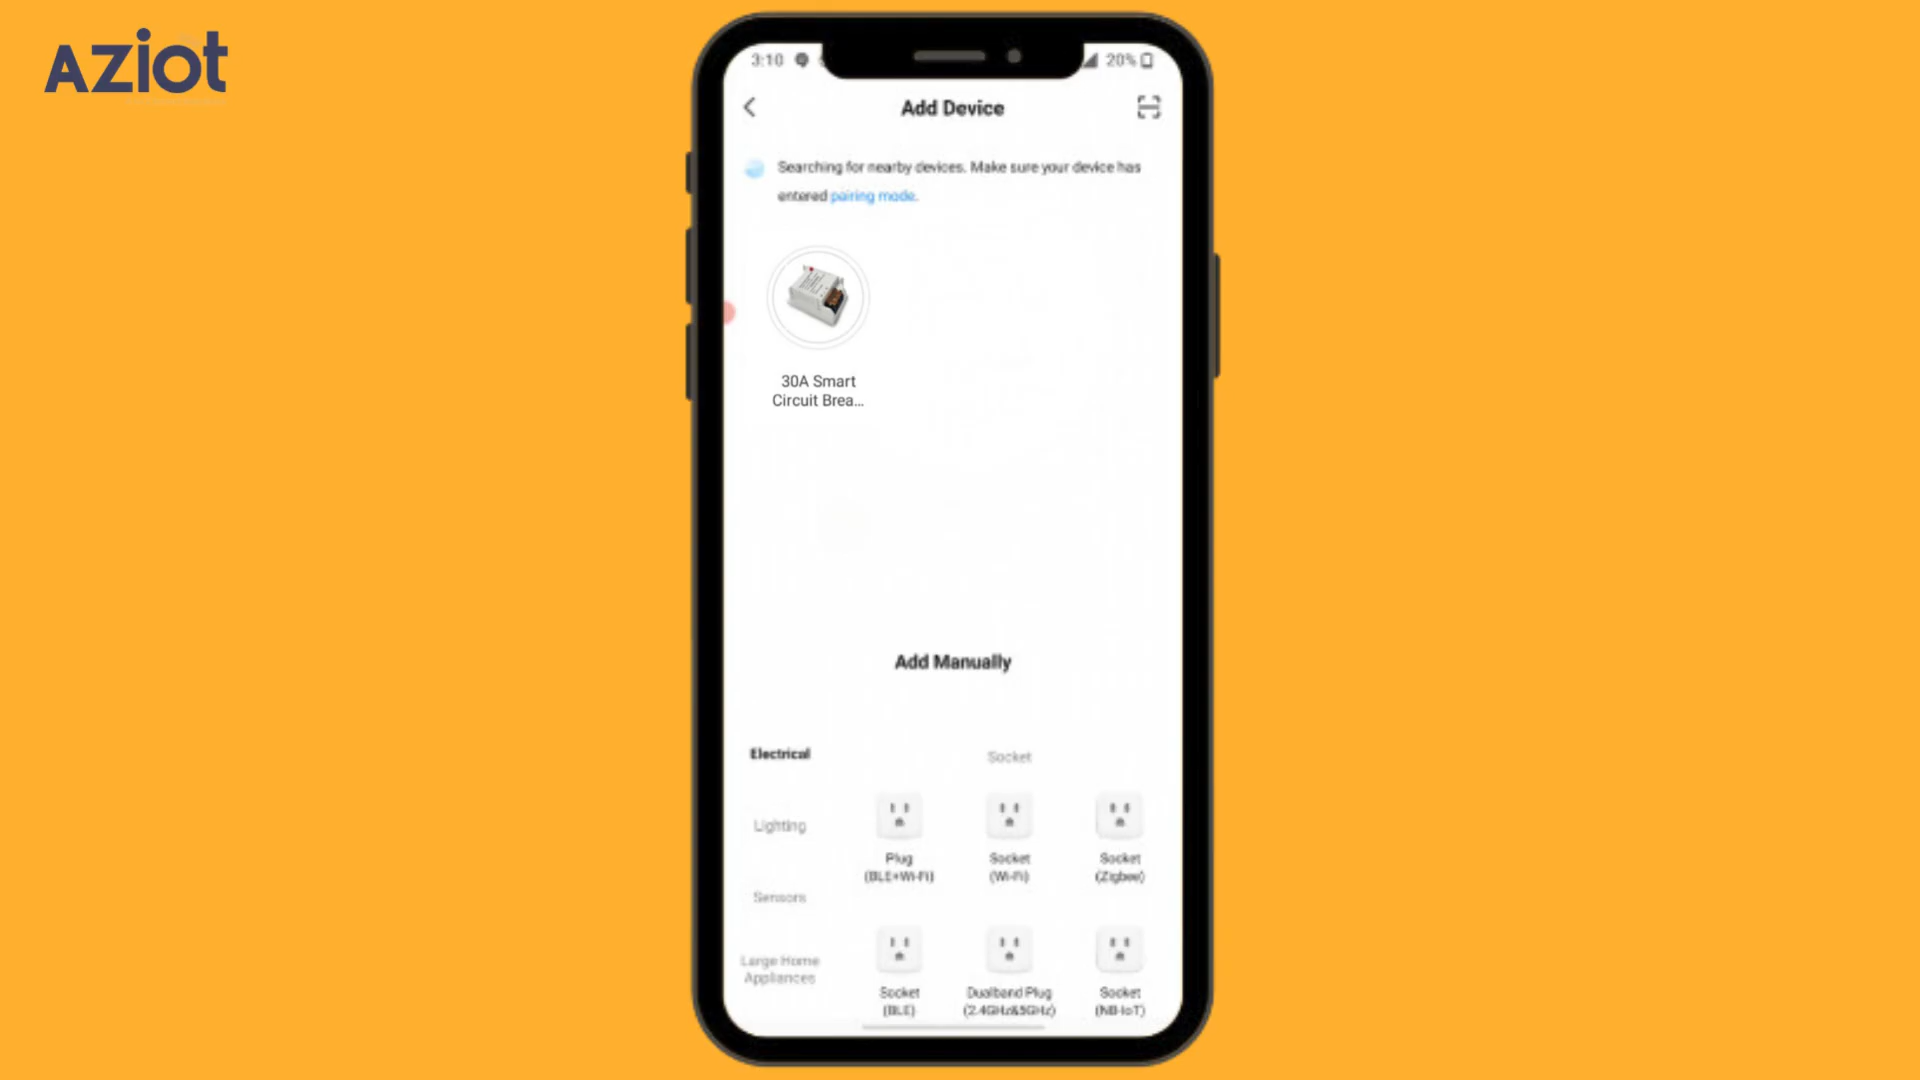 AZIOT
3:10
20%
Add Device
Searching for nearby devices. Make sure your device has
entered pairing mode.
30A Smart
Circuit Brea...
Add Manually
Electrical
Socket
Lighting
Plug
(BLE+Wi-Fi)
Socket
(Wi-Fi)
Socket
(Zigbee)
Sensors
Large Home
Appliances
Socket
(BLE)
Dualband Plug
(2.4GHz&5GHz)
Socket
(NB-IoT)